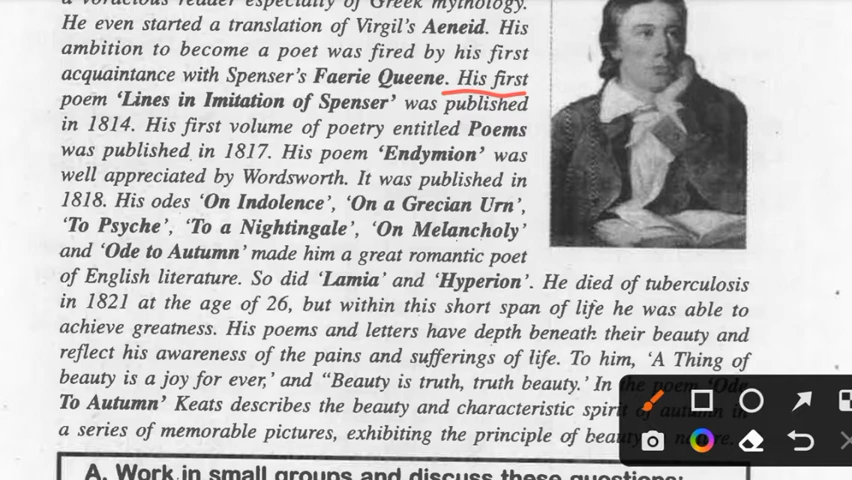 a voracious reader especially of Greek mythology.
He even started a translation of Virgil's Aeneid. His
ambition to become a poet was fired by his first
acquaintance with Spenser's Faerie Queene. His first
poem 'Lines in Imitation of Spenser' was published
in 1814. His first volume of poetry entitled Poems
was published in 1817. His poem 'Endymion' was
well appreciated by Wordsworth. It was published in
1818. His odes 'On Indolence', 'On a Grecian Urn',
'To Psyche', 'To a Nightingale', 'On Melancholy'
and 'Ode to Autumn' made him a great romantic poet
of English literature. So did 'Lamia' and 'Hyperion'. He died of tuberculosis
in 1821 at the age of 26, but within this short span of life he was able to
achieve greatness. His poems and letters have depth beneath their beauty and
reflect his awareness of the pains and sufferings of life. To him, 'A Thing of
beauty is a joy for ever,' and "Beauty is truth, truth beauty.' In the poem 'Ode
To Autumn' Keats describes the beauty and characteristic spirit of autumn in
a series of memorable pictures, exhibiting the principle of beauty nature.
A. Work in small groups and discuss these questions: